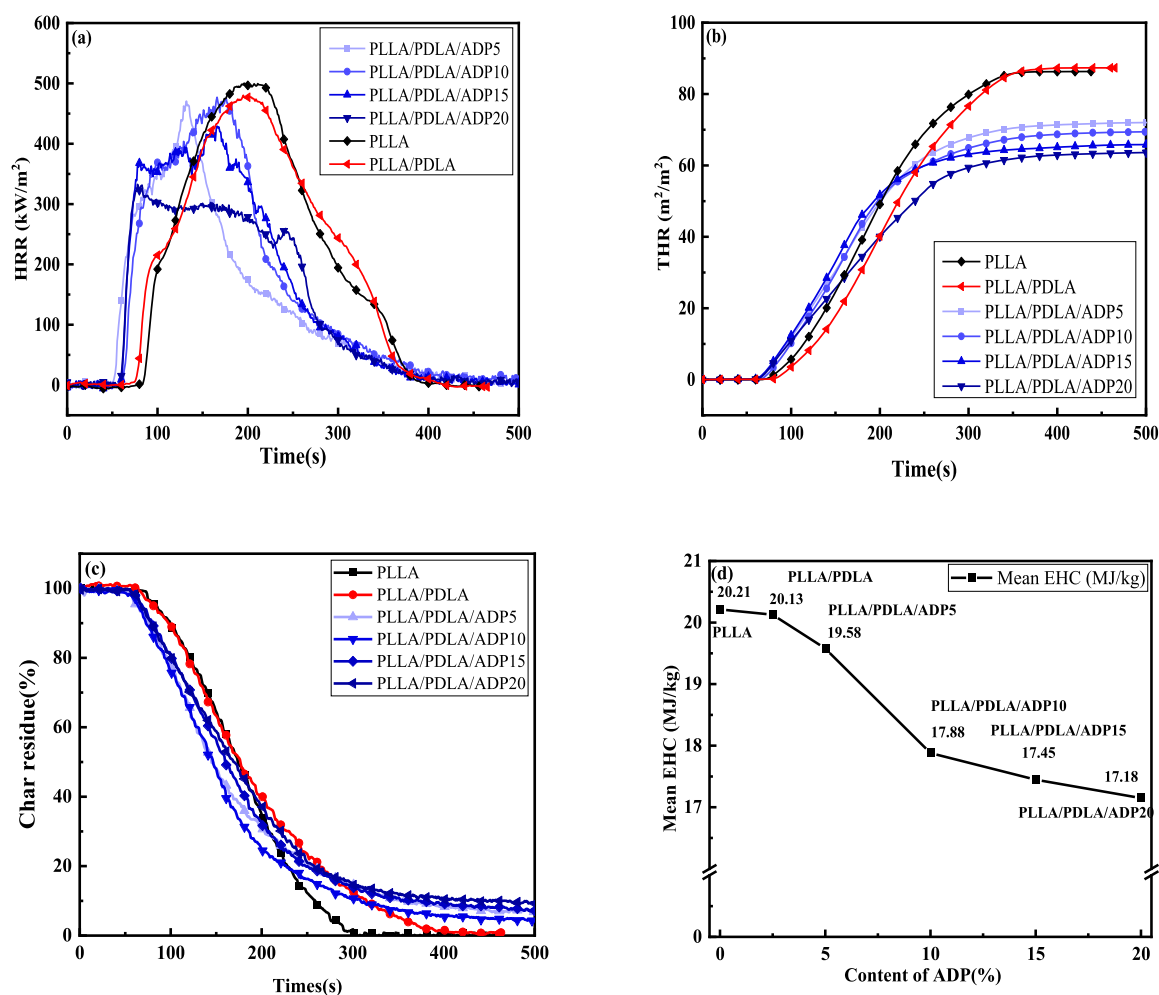 (a)
HRR (kW/m²)
600
500
400
300
200
100
0
PLLA/PDLA/ADP5
PLLA/PDLA/ADP10
PLLA/PDLA/ADP15
PLLA/PDLA/ADP20
PLLA
PLLA/PDLA
0 100 200 300 400 500
Time(s)
(b)
THR (m²/m²)
100
80
60
40
20
0
PLLA
PLLA/PDLA
PLLA/PDLA/ADP5
PLLA/PDLA/ADP10
PLLA/PDLA/ADP15
PLLA/PDLA/ADP20
0 100 200 300 400 500
Time(s)
(c)
Char residue(%)
100
80
60
40
20
0
PLLA
PLLA/PDLA
PLLA/PDLA/ADP5
PLLA/PDLA/ADP10
PLLA/PDLA/ADP15
PLLA/PDLA/ADP20
0 100 200 300 400 500
Times(s)
(d)
Mean EHC (MJ/kg)
21
20
19
18
17
0
Mean EHC (MJ/kg)
20.21
PLLA
PLLA/PDLA
20.13
PLLA/PDLA/ADP5
19.58
PLLA/PDLA/ADP10
17.88
PLLA/PDLA/ADP15
17.45
17.18
PLLA/PDLA/ADP20
0 5 10 15 20
Content of ADP(%)